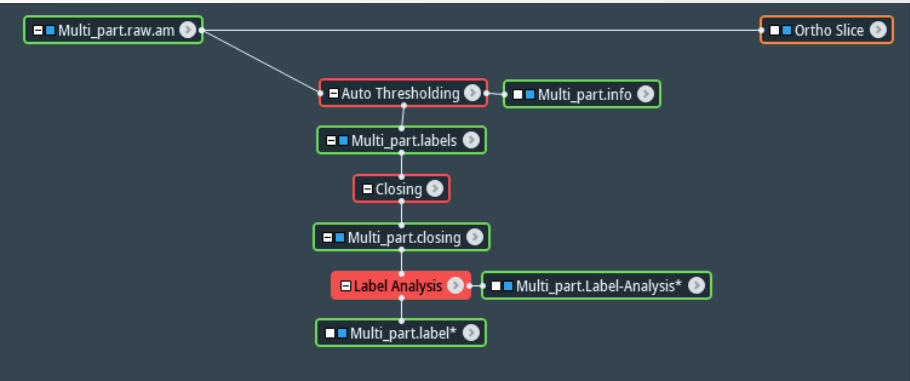 Multi_part.raw.am
Ortho Slice
Auto Thresholding
Multi_part.info
Multi_part.labels
Closing
Multi_part.closing
Label Analysis
Multi_part.Label-Analysis*
Multi_part.label*